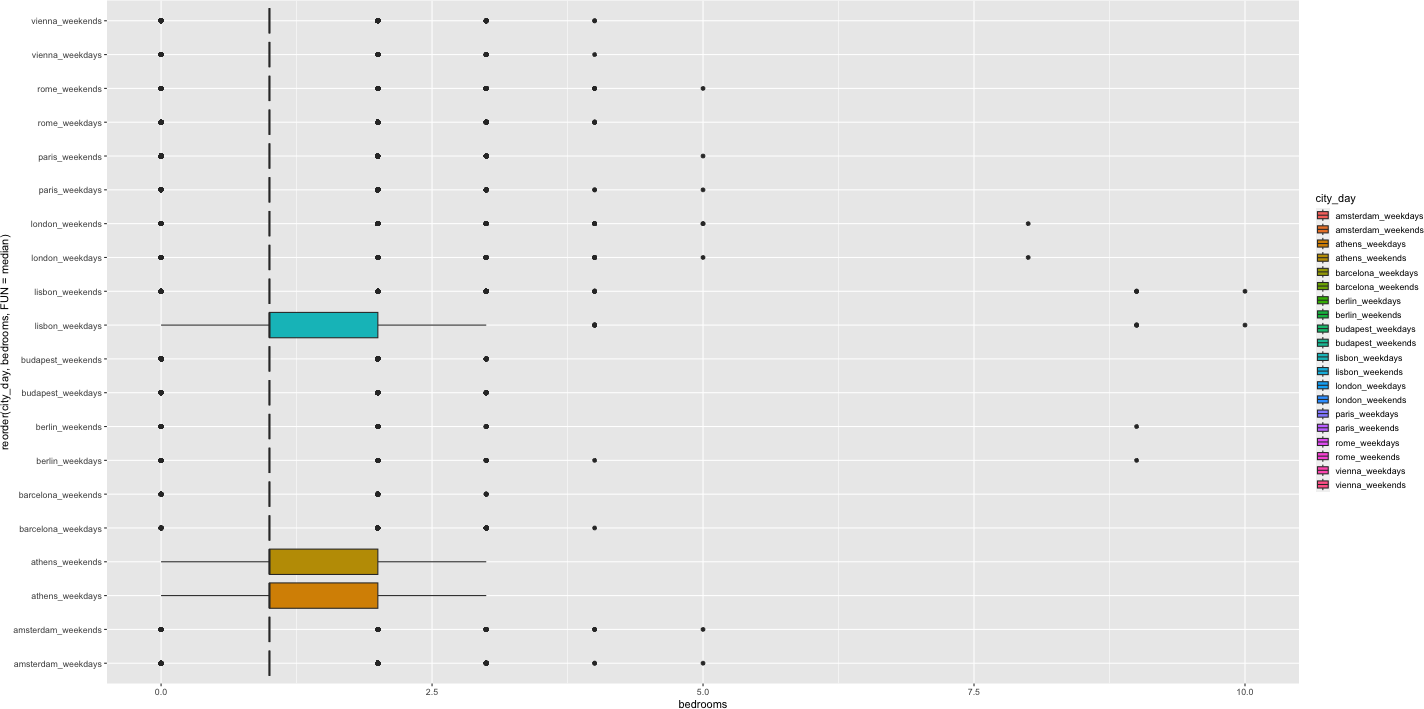 reorder(city_day, bedrooms, FUN = median)
vienna_weekends
vienna_weekdays
rome_weekends
rome_weekdays
paris_weekends
paris_weekdays
london_weekends
london_weekdays
lisbon_weekends
lisbon_weekdays
budapest_weekends
budapest_weekdays
berlin_weekends
berlin_weekdays
barcelona_weekends
barcelona_weekdays
athens_weekends
athens_weekdays
amsterdam_weekends
amsterdam_weekdays
0.0 2.5 5.0 7.5 10.0
bedrooms
city_day
amsterdam_weekdays
amsterdam_weekends
athens_weekdays
athens_weekends
barcelona_weekdays
barcelona_weekends
berlin_weekdays
berlin_weekends
budapest_weekdays
budapest_weekends
lisbon_weekdays
lisbon_weekends
london_weekdays
london_weekends
paris_weekdays
paris_weekends
rome_weekdays
rome_weekends
vienna_weekdays
vienna_weekends